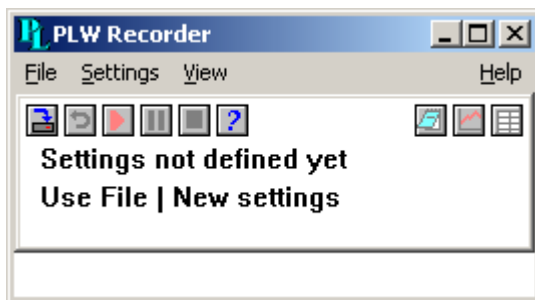 PLW Recorder
File Settings View Help
?
Settings not defined yet
Use File | New settings